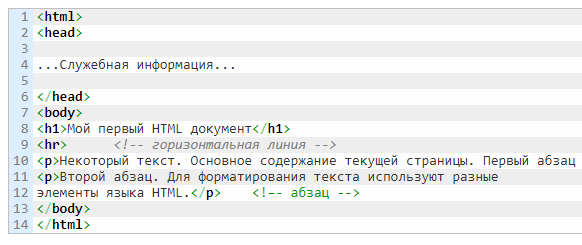 1 <html>
2 <head>
3
4 ...Служебная информация...
5
6 </head>
7 <body>
8 <h1>Мой первый HTML документ</h1>
9 <hr> <!-- горизонтальная линия -->
10 <p>Некоторый текст. Основное содержание текущей страницы. Первый абзац
11 <p>Второй абзац. Для форматирования текста используют разные
12 элементы языка HTML.</p> <!-- абзац -->
13 </body>
14 </html>